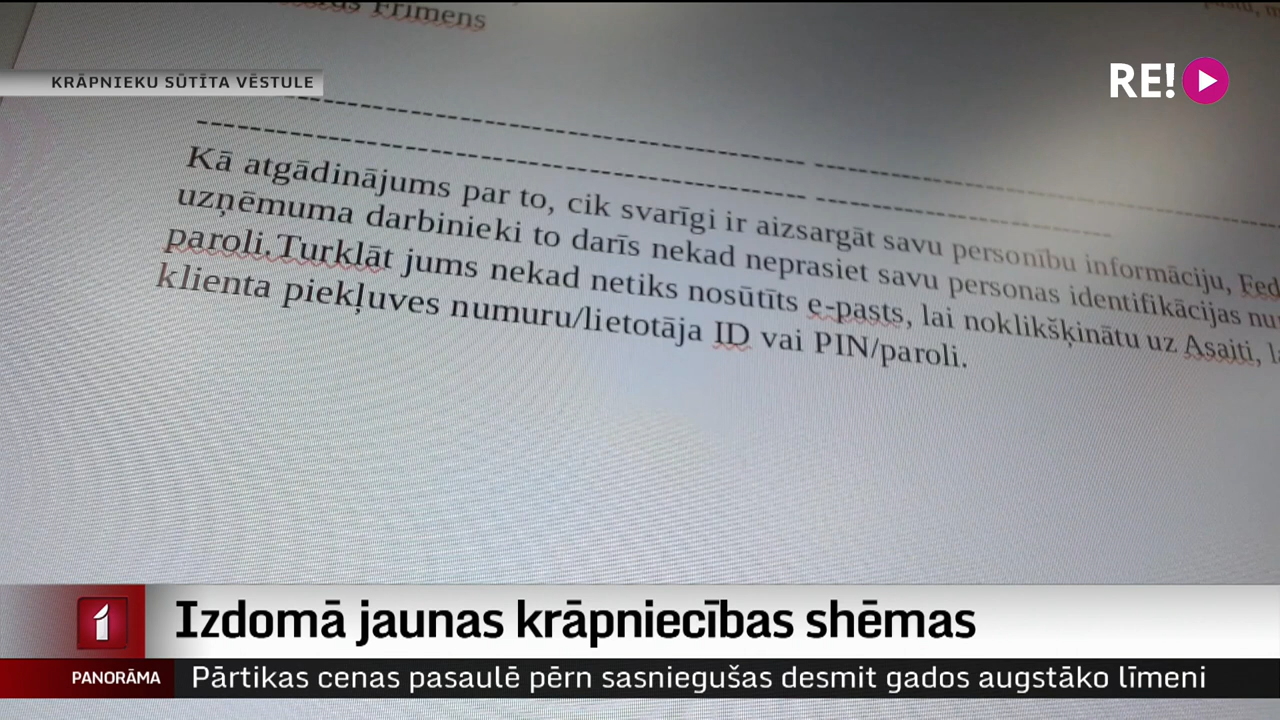 Frimens
KRĀPNIEKU SŪTĪTA VĒSTULE
RE!
Kā atgādinājums par to, cik svarīgi ir aizsargāt savu personību informāciju,
uzņēmuma darbinieki to darīs nekad neprasiet savu personas identifikācijas
paroli,Turklāt jums nekad netiks nosūtīts e-pasts, lai noklikšķinātu uz Asaiti,
klienta piekļuves numuru/lietotāja ID vai PIN/paroli.
1
Izdomā jaunas krāpniecības shēmas
PANORĀMA
Pārtikas cenas pasaulē pērn sasniegušas desmit gados augstāko līmeni